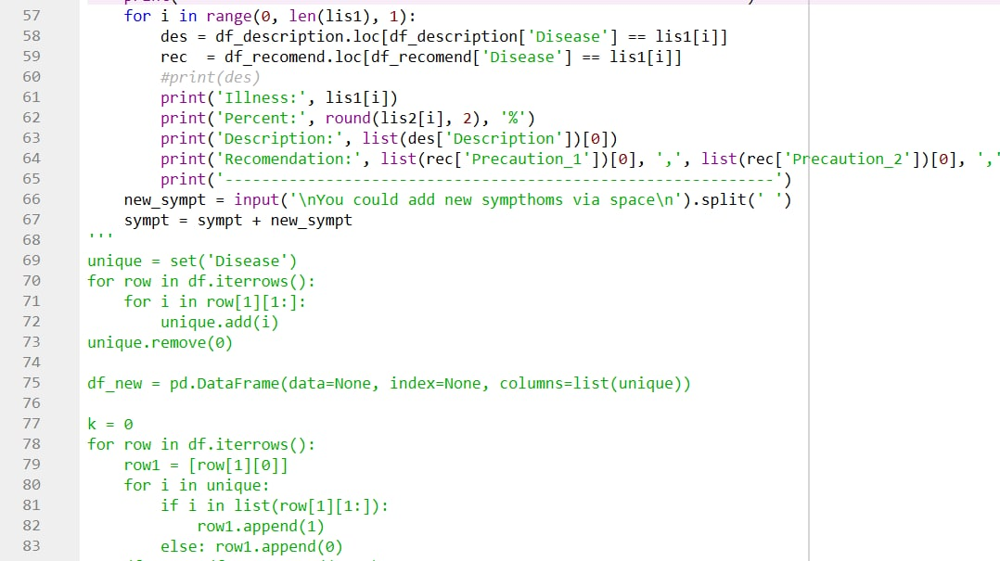 57 for i in range(0, len(lis1), 1):
58 des = df_description.loc[df_description['Disease'] == lis1[i]]
59 rec  = df_recomend.loc[df_recomend['Disease'] == lis1[i]]
60 #print(des)
61 print('Illness:', lis1[i])
62 print('Percent:', round(lis2[i], 2), '%')
63 print('Description:', list(des['Description'])[0])
64 print('Recomendation:', list(rec['Precaution_1'])[0], ',', list(rec['Precaution_2'])[0], ','
65 print('------------------------------------------------------------')
66 new_sympt = input('\nYou could add new sympthoms via space\n').split(' ')
67 sympt = sympt + new_sympt
68 '''
69 unique = set('Disease')
70 for row in df.iterrows():
71 for i in row[1][1:]:
72 unique.add(i)
73 unique.remove(0)
74
75 df_new = pd.DataFrame(data=None, index=None, columns=list(unique))
76
77 k = 0
78 for row in df.iterrows():
79 row1 = [row[1][0]]
80 for i in unique:
81 if i in list(row[1][1:]):
82 row1.append(1)
83 else: row1.append(0)